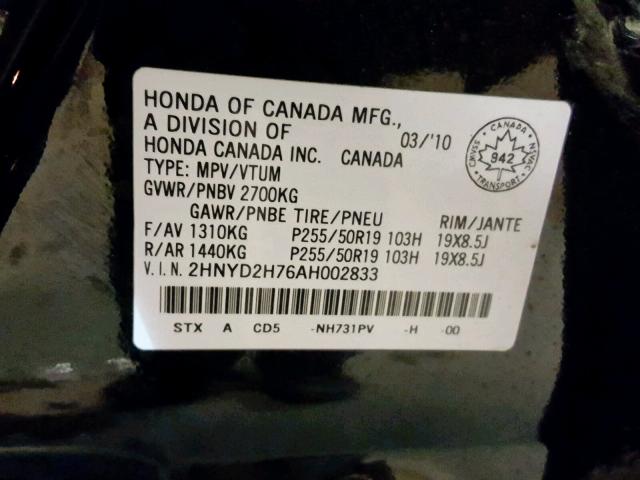 HONDA OF CANADA MFG.,
A DIVISION OF 03/'10
HONDA CANADA INC. CANADA
TYPE: MPV/VTUM
GVWR/PNBV 2700KG
GAWR/PNBE TIRE/PNEU RIM/JANTE
F/AV 1310KG P255/50R19 103H 19X8.5J
R/AR 1440KG P255/50R19 103H 19X8.5J
V.I.N. 2HNYD2H76AH002833
STX A CD5 -NH731PV -H -00
CANADA
CMVSS NVAC
942
TRANSPORT